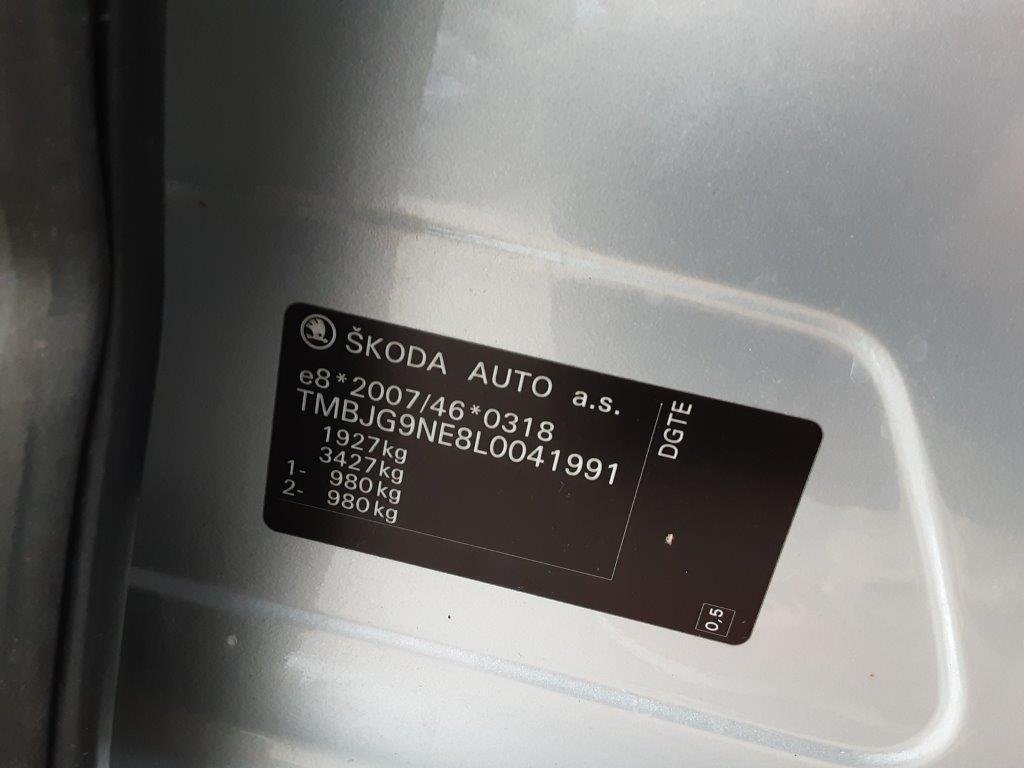 ŠKODA AUTO a.s.
e8*2007/46*0318
TMBJG9NE8L0041991
1927kg
3427kg
1- 980kg
2- 980kg
DGTE
0,5